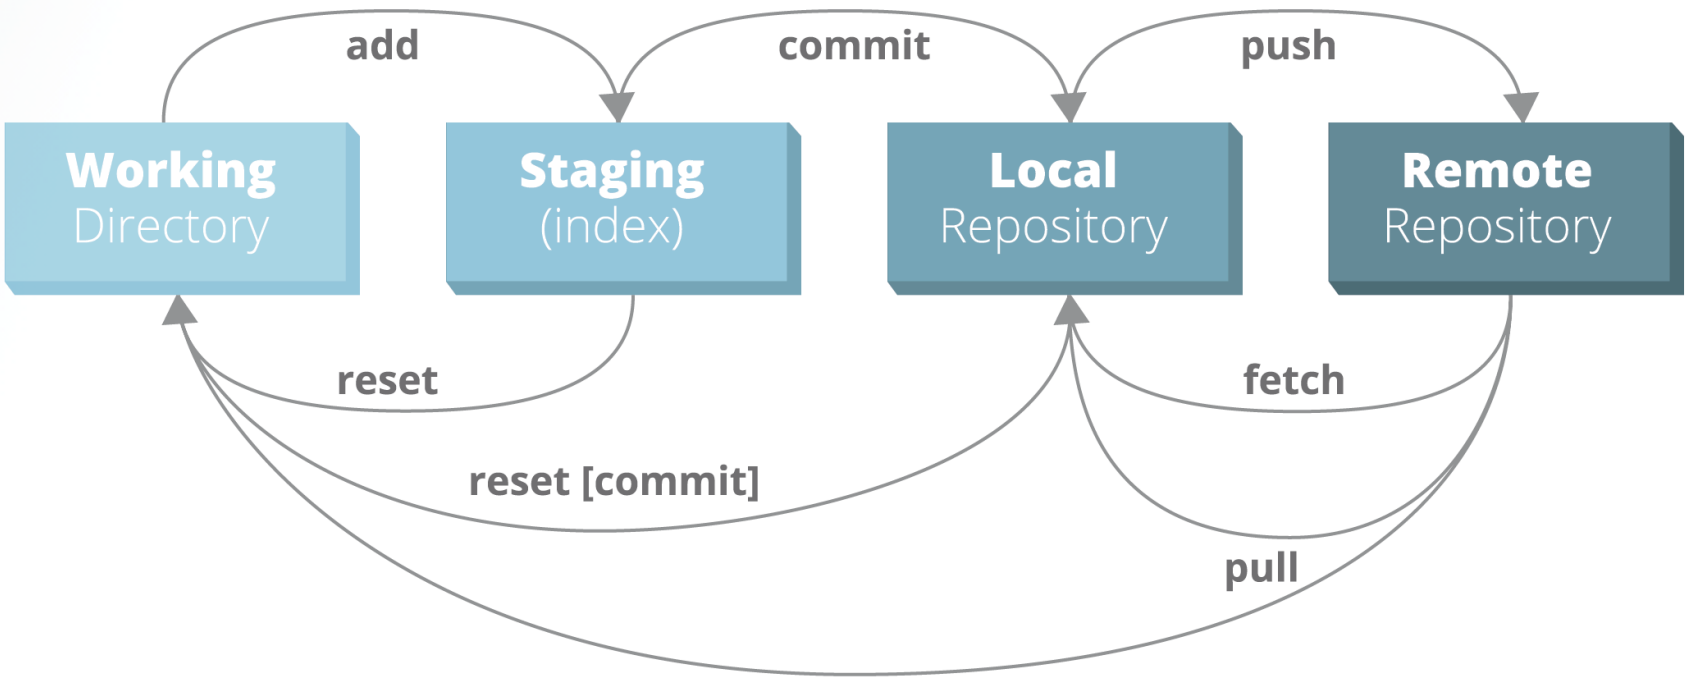 add
commit
push
Working
Directory
Staging
(index)
Local
Repository
Remote
Repository
reset
fetch
reset [commit]
pull